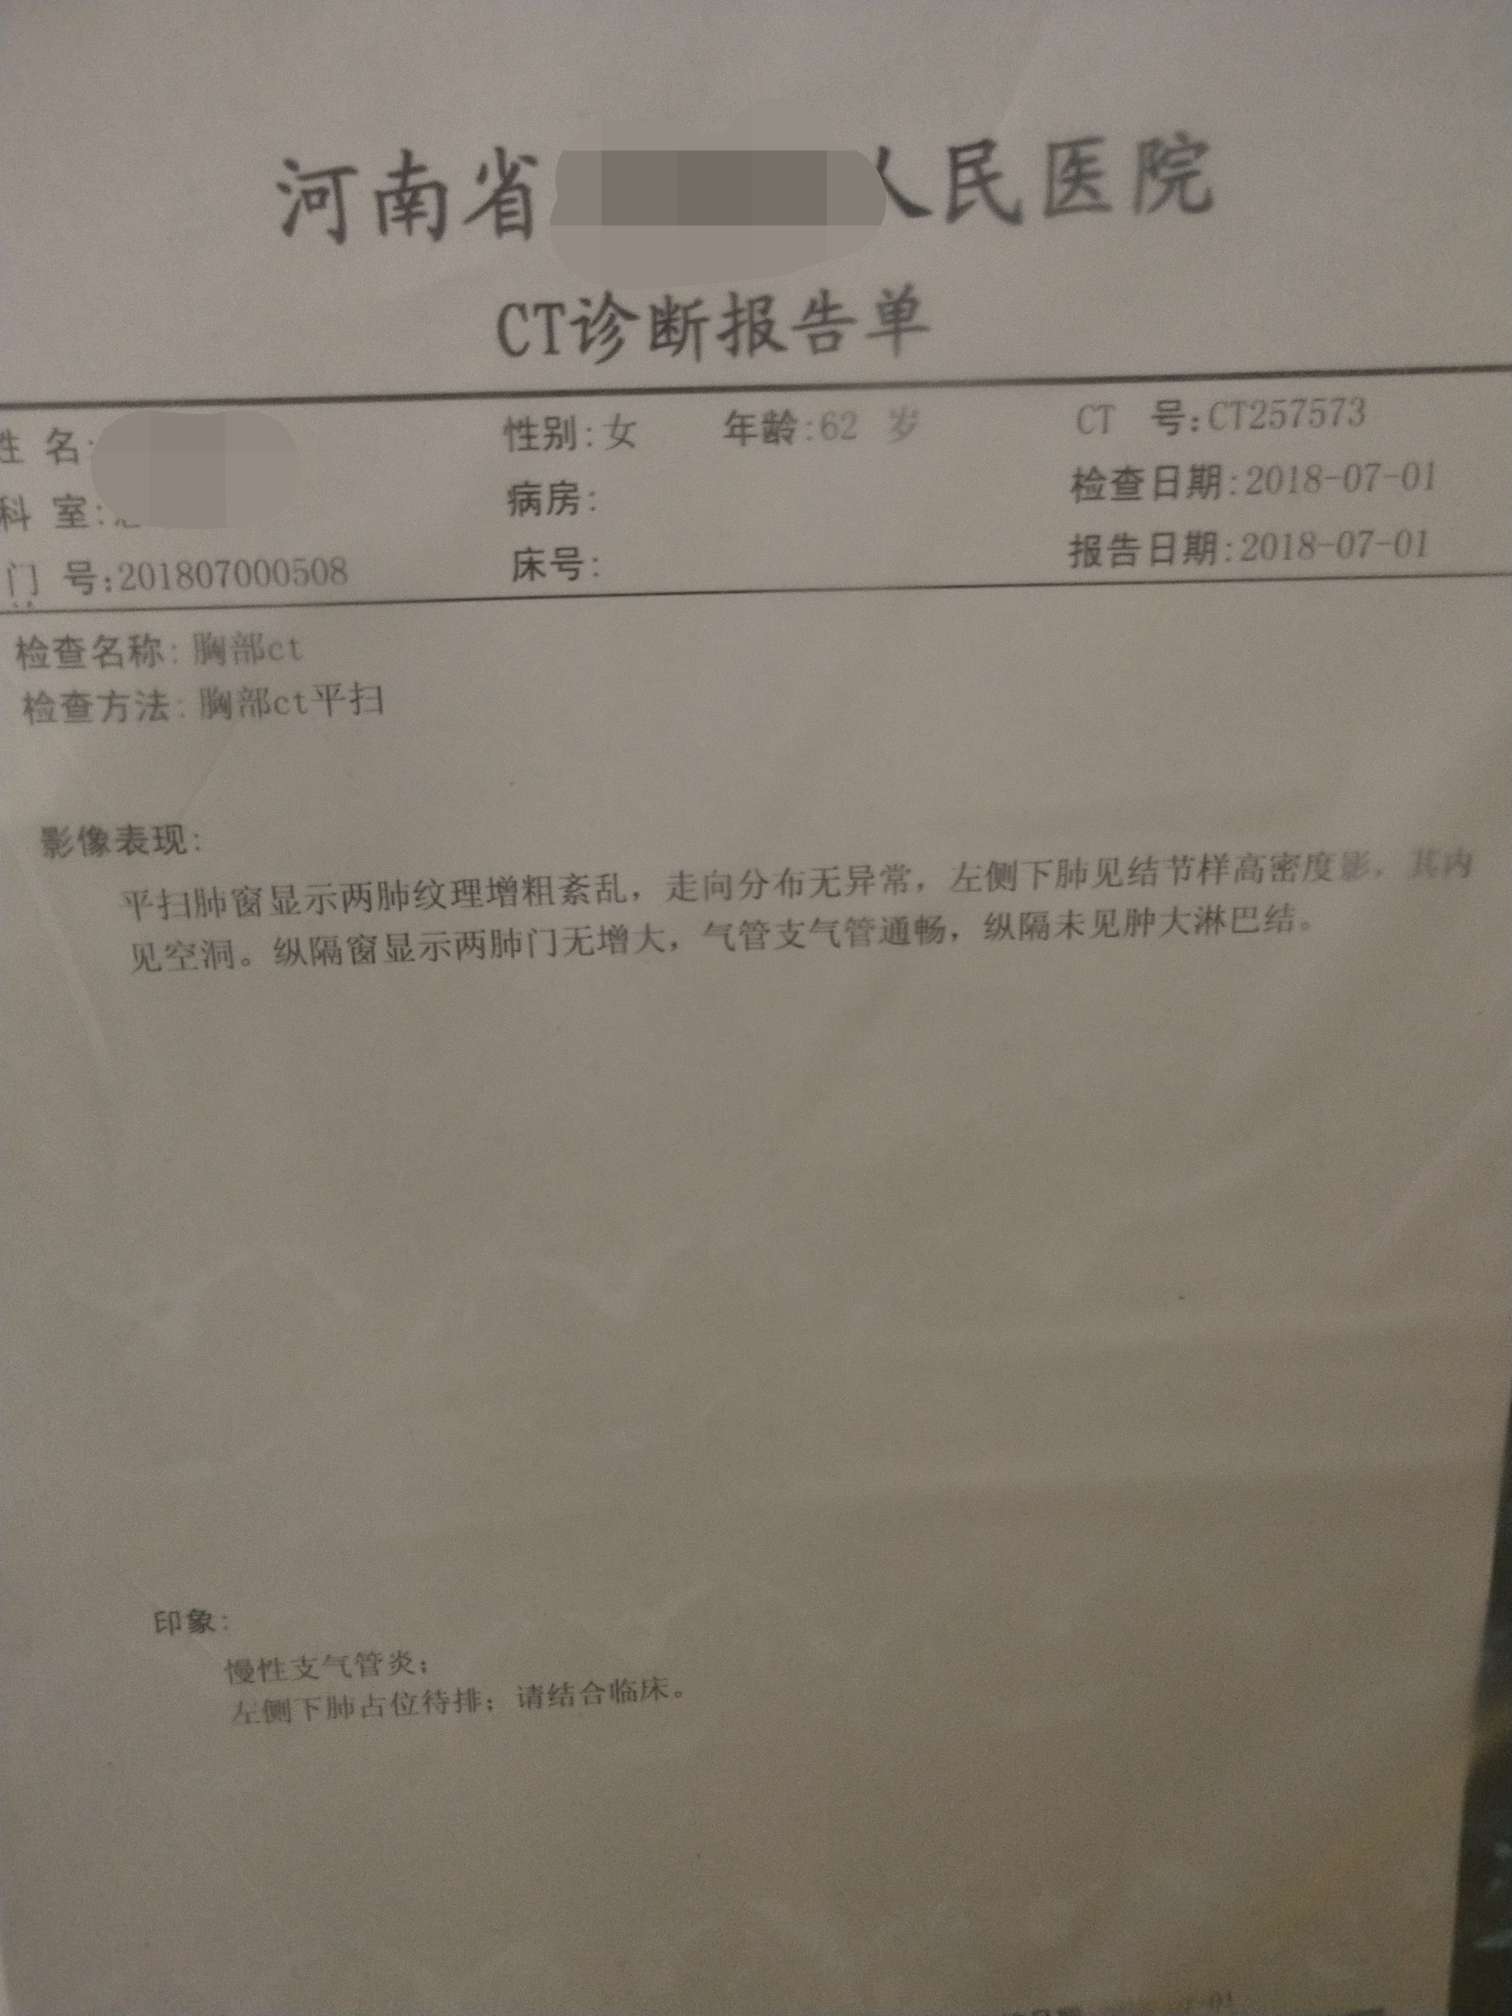 河南省 人民医院
CT诊断报告单
姓 名: 性别:女 年龄:62 岁 CT 号:CT257573
科 室: 病房: 检查日期:2018-07-01
门 号:201807000508 床号: 报告日期:2018-07-01
检查名称: 胸部ct
检查方法: 胸部ct平扫
影像表现:
平扫肺窗显示两肺纹理增粗紊乱，走向分布无异常，左侧下肺见结节样高密度影，其内
见空洞。纵隔窗显示两肺门无增大，气管支气管通畅，纵隔未见肿大淋巴结。
印象:
慢性支气管炎；
左侧下肺占位待排；请结合临床。